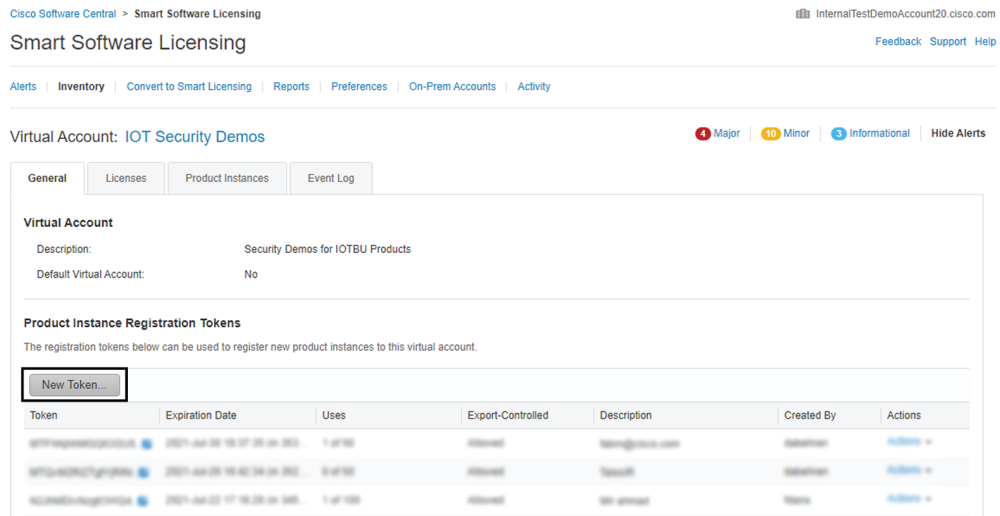 Cisco Software Central > Smart Software Licensing
InternalTestDemoAccount20.cisco.com
Smart Software Licensing
Feedback Support Help
Alerts Inventory Convert to Smart Licensing Reports Preferences On-Prem Accounts Activity
Virtual Account: IOT Security Demos
4 Major 10 Minor 3 Informational Hide Alerts
General Licenses Product Instances Event Log
Virtual Account
Description: Security Demos for IOTBU Products
Default Virtual Account: No
Product Instance Registration Tokens
The registration tokens below can be used to register new product instances to this virtual account.
New Token...
Token Expiration Date Uses Export-Controlled Description Created By Actions
Actions
Actions
Actions